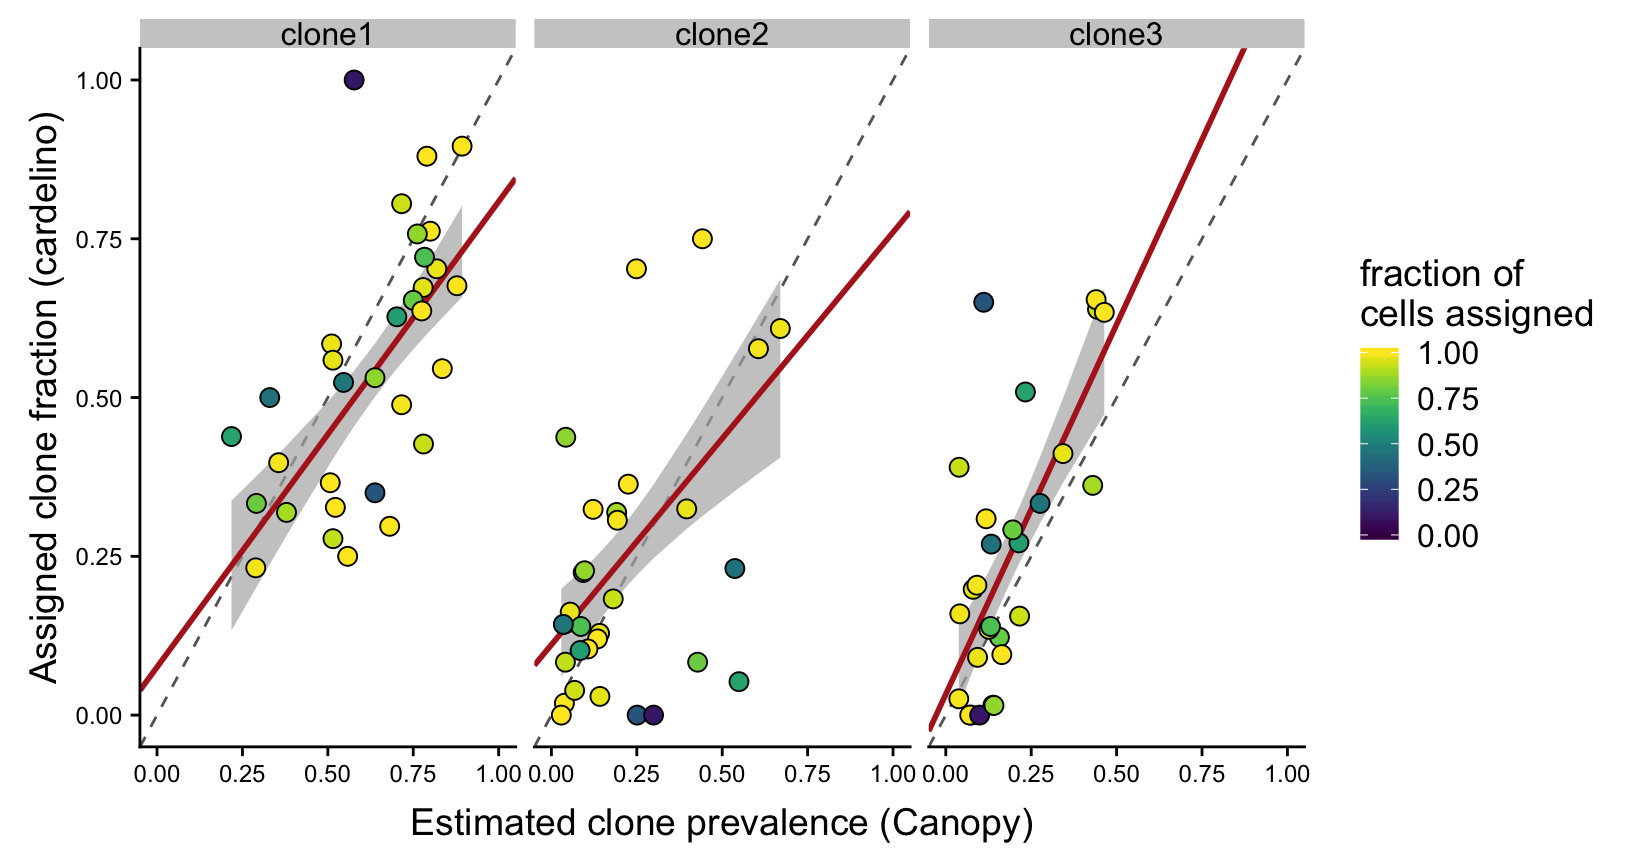 clone1 clone2 clone3
Assigned clone fraction (cardelino)
1.00
0.75
0.50
0.25
0.00
0.00 0.25 0.50 0.75 1.00 0.00 0.25 0.50 0.75 1.00 0.00 0.25 0.50 0.75 1.00
Estimated clone prevalence (Canopy)
fraction of
cells assigned
1.00
0.75
0.50
0.25
0.00